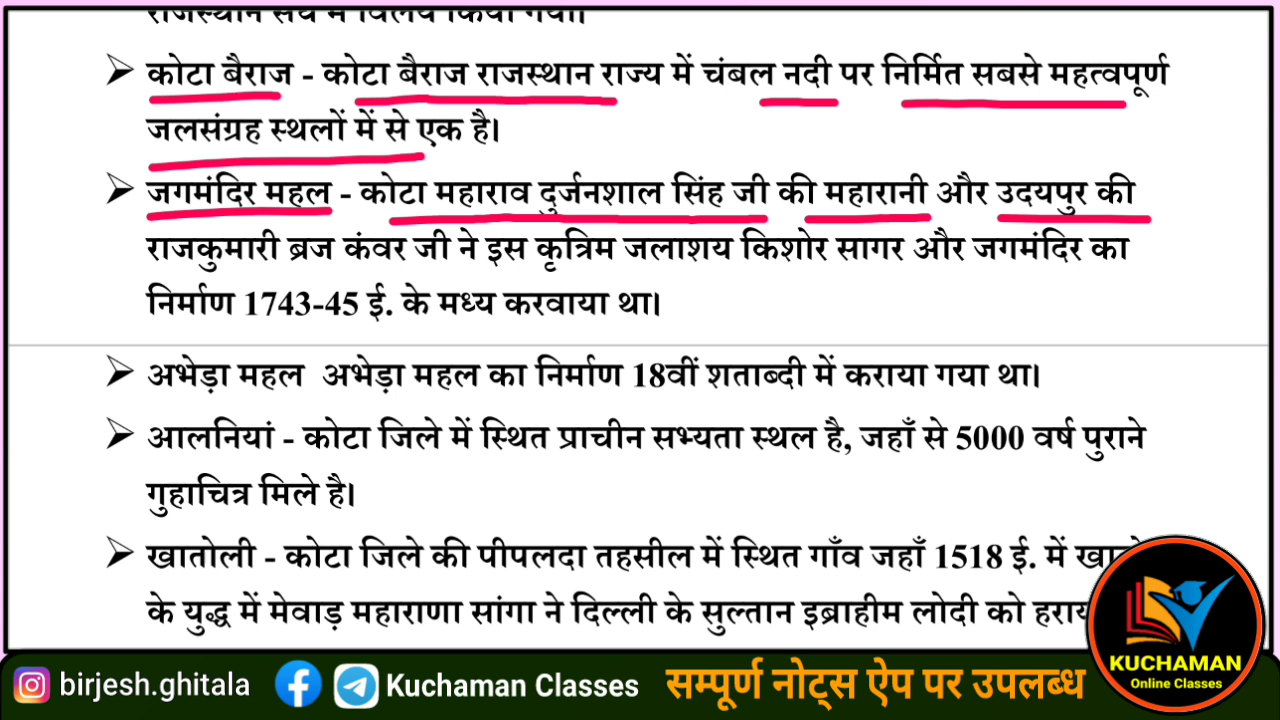 राजस्थान संघ में विलय किया गया।
➢ कोटा बैराज - कोटा बैराज राजस्थान राज्य में चंबल नदी पर निर्मित सबसे महत्वपूर्ण
जलसंग्रह स्थलों में से एक है।
➢ जगमंदिर महल - कोटा महाराव दुर्जनशाल सिंह जी की महारानी और उदयपुर की
राजकुमारी ब्रज कंवर जी ने इस कृत्रिम जलाशय किशोर सागर और जगमंदिर का
निर्माण 1743-45 ई. के मध्य करवाया था।
➢ अभेड़ा महल अभेड़ा महल का निर्माण 18वीं शताब्दी में कराया गया था।
➢ आलनियां - कोटा जिले में स्थित प्राचीन सभ्यता स्थल है, जहाँ से 5000 वर्ष पुराने
गुहाचित्र मिले है।
➢ खातोली - कोटा जिले की पीपलदा तहसील में स्थित गाँव जहाँ 1518 ई. में
के युद्ध में मेवाड़ महाराणा सांगा ने दिल्ली के सुल्तान इब्राहीम लोदी को
KUCHAMAN
Online Classes
birjesh.ghitala Kuchaman Classes सम्पूर्ण नोट्स ऐप पर उपलब्ध